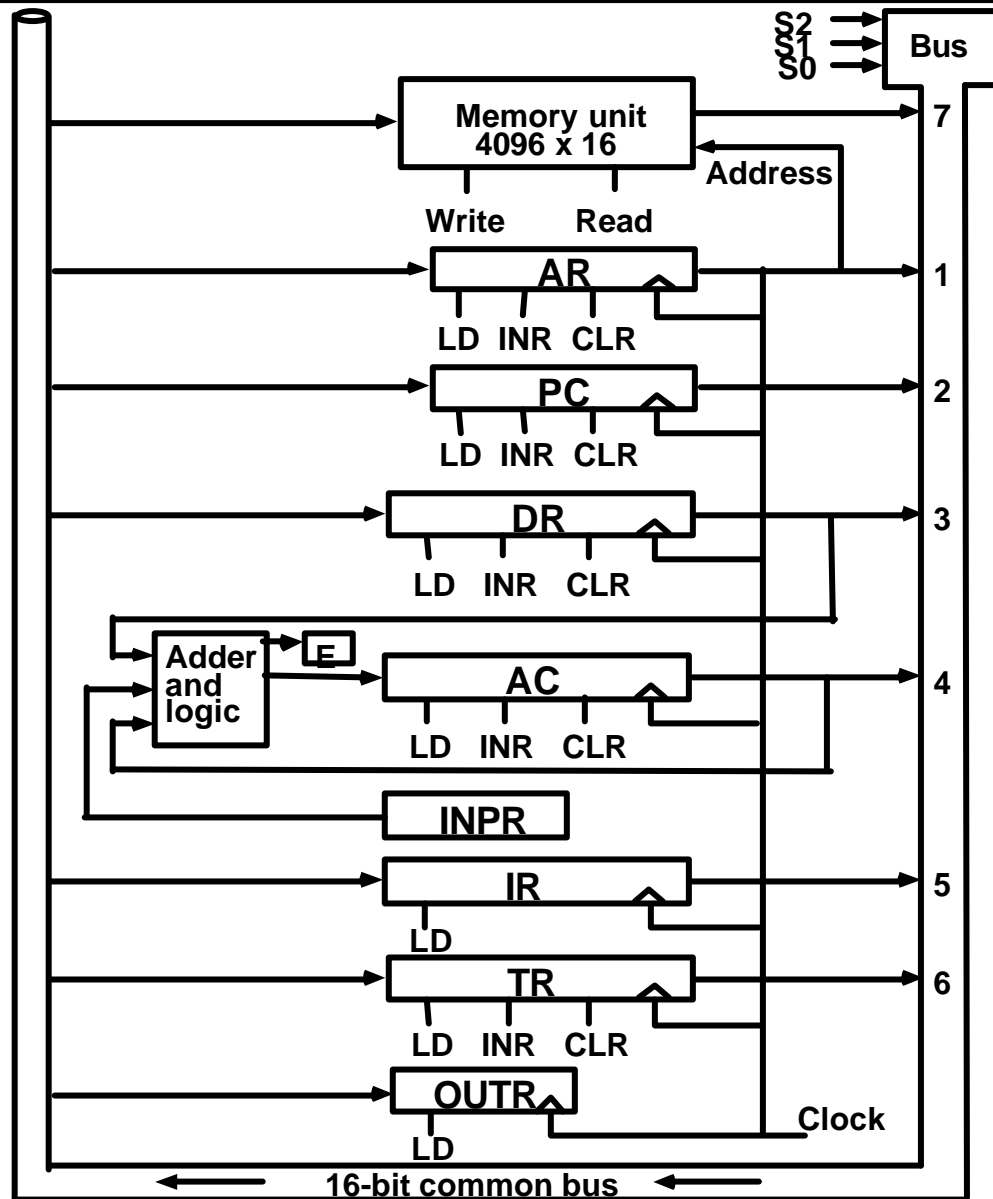 S2
S1
S0
Bus
Memory unit
4096 x 16
7
Address
Write Read
AR
1
LD INR CLR
PC
2
LD INR CLR
DR
3
LD INR CLR
Adder
and
logic
E
AC
4
LD INR CLR
INPR
IR
5
LD
TR
6
LD INR CLR
OUTR
LD
Clock
16-bit common bus